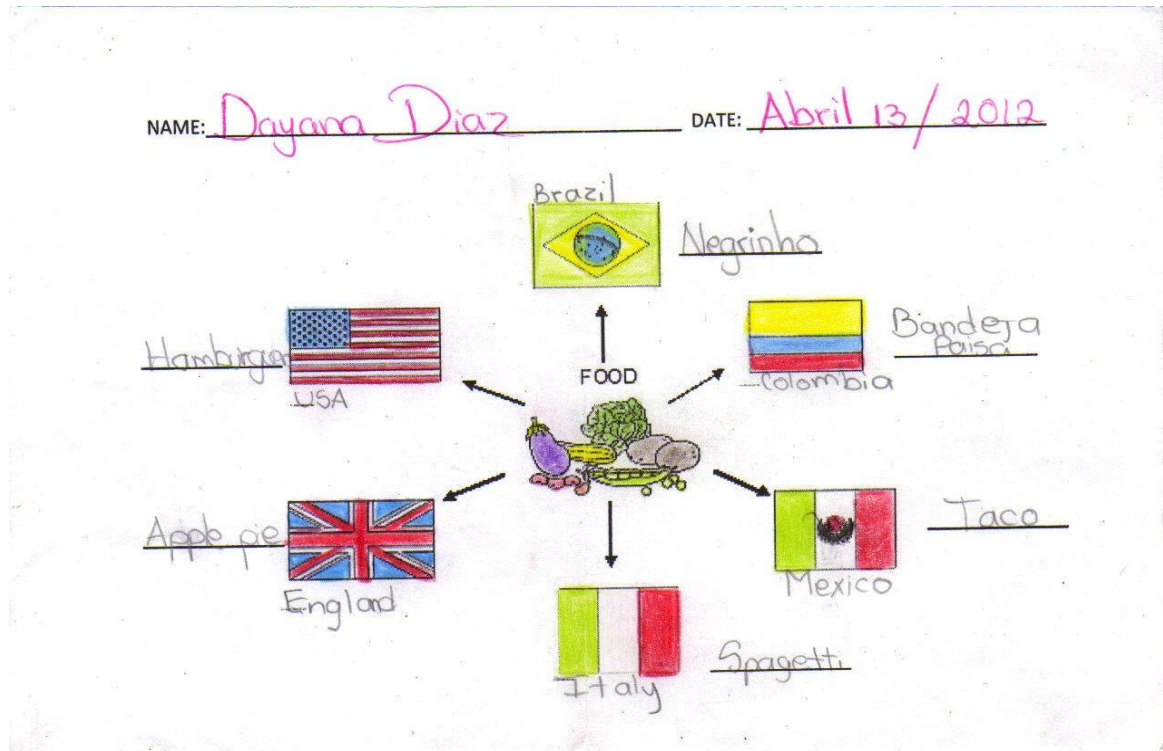 NAME: Dayana Diaz DATE: Abril 13 / 2012
Brazil
Negrinho
Hamburger
USA
FOOD
Colombia
Bandeja
Paisa
Apple pie
England
Taco
Mexico
Italy
Spagetti